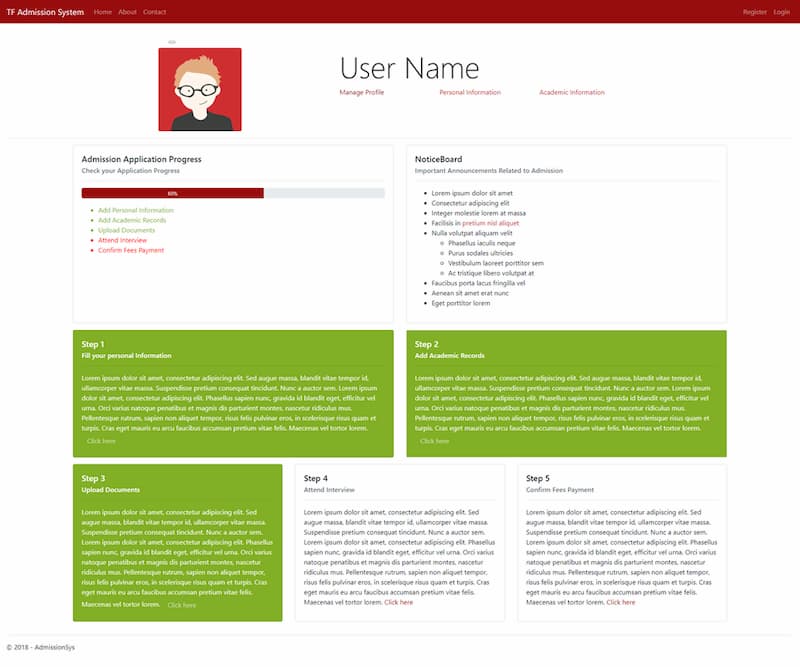 TF Admission System Home About Contact Register Login
User Name
Manage Profile Personal Information Academic Information
Admission Application Progress
Check your Application Progress
60%
Add Personal Information
Add Academic Records
Upload Documents
Attend Interview
Confirm Fees Payment
NoticeBoard
Important Announcements Related to Admission
Lorem ipsum dolor sit amet
Consectetur adipiscing elit
Integer molestie lorem at massa
Facilisis in pretium nisl aliquet
Nulla volutpat aliquam velit
Phasellus iaculis neque
Purus sodales ultricies
Vestibulum laoreet porttitor sem
Ac tristique libero volutpat at
Faucibus porta lacus fringilla vel
Aenean sit amet erat nunc
Eget porttitor lorem
Step 1
Fill your personal Information
Lorem ipsum dolor sit amet, consectetur adipiscing elit. Sed augue massa, blandit vitae tempor id,
ullamcorper vitae massa. Suspendisse pretium consequat tincidunt. Nunc a auctor sem. Lorem ipsum
dolor sit amet, consectetur adipiscing elit. Phasellus sapien nunc, gravida id blandit eget, efficitur vel
urna. Orci varius natoque penatibus et magnis dis parturient montes, nascetur ridiculus mus.
Pellentesque rutrum, sapien non aliquet tempor, risus felis pulvinar eros, in scelerisque risus quam et
turpis. Cras eget mauris eu arcu faucibus accumsan pretium vitae felis. Maecenas vel tortor lorem.
Click here
Step 2
Add Academic Records
Lorem ipsum dolor sit amet, consectetur adipiscing elit. Sed augue massa, blandit vitae tempor id,
ullamcorper vitae massa. Suspendisse pretium consequat tincidunt. Nunc a auctor sem. Lorem ipsum
dolor sit amet, consectetur adipiscing elit. Phasellus sapien nunc, gravida id blandit eget, efficitur vel
urna. Orci varius natoque penatibus et magnis dis parturient montes, nascetur ridiculus mus.
Pellentesque rutrum, sapien non aliquet tempor, risus felis pulvinar eros, in scelerisque risus quam et
turpis. Cras eget mauris eu arcu faucibus accumsan pretium vitae felis. Maecenas vel tortor lorem.
Click here
Step 3
Upload Documents
Lorem ipsum dolor sit amet, consectetur adipiscing elit. Sed
augue massa, blandit vitae tempor id, ullamcorper vitae massa.
Suspendisse pretium consequat tincidunt. Nunc a auctor sem.
Lorem ipsum dolor sit amet, consectetur adipiscing elit. Phasellus
sapien nunc, gravida id blandit eget, efficitur vel urna. Orci varius
natoque penatibus et magnis dis parturient montes, nascetur
ridiculus mus. Pellentesque rutrum, sapien non aliquet tempor,
risus felis pulvinar eros, in scelerisque risus quam et turpis. Cras
eget mauris eu arcu faucibus accumsan pretium vitae felis.
Maecenas vel tortor lorem. Click here
Step 4
Attend Interview
Lorem ipsum dolor sit amet, consectetur adipiscing elit. Sed
augue massa, blandit vitae tempor id, ullamcorper vitae massa.
Suspendisse pretium consequat tincidunt. Nunc a auctor sem.
Lorem ipsum dolor sit amet, consectetur adipiscing elit. Phasellus
sapien nunc, gravida id blandit eget, efficitur vel urna. Orci varius
natoque penatibus et magnis dis parturient montes, nascetur
ridiculus mus. Pellentesque rutrum, sapien non aliquet tempor,
risus felis pulvinar eros, in scelerisque risus quam et turpis. Cras
eget mauris eu arcu faucibus accumsan pretium vitae felis.
Maecenas vel tortor lorem. Click here
Step 5
Confirm Fees Payment
Lorem ipsum dolor sit amet, consectetur adipiscing elit. Sed
augue massa, blandit vitae tempor id, ullamcorper vitae massa.
Suspendisse pretium consequat tincidunt. Nunc a auctor sem.
Lorem ipsum dolor sit amet, consectetur adipiscing elit. Phasellus
sapien nunc, gravida id blandit eget, efficitur vel urna. Orci varius
natoque penatibus et magnis dis parturient montes, nascetur
ridiculus mus. Pellentesque rutrum, sapien non aliquet tempor,
risus felis pulvinar eros, in scelerisque risus quam et turpis. Cras
eget mauris eu arcu faucibus accumsan pretium vitae felis.
Maecenas vel tortor lorem. Click here
© 2018 - AdmissionSys